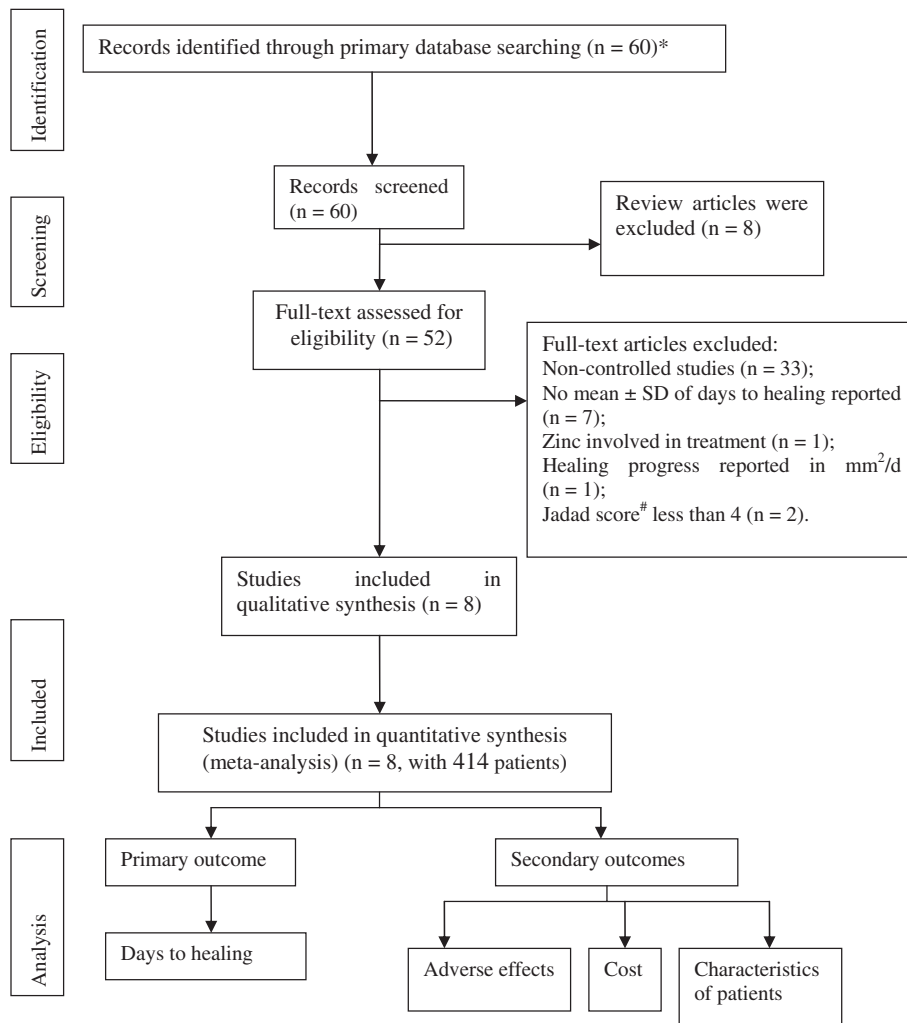 Identification
Records identified through primary database searching (n = 60)*
Screening
Records screened
(n = 60)
Review articles were
excluded (n = 8)
Full-text assessed for
eligibility (n = 52)
Eligibility
Full-text articles excluded:
Non-controlled studies (n = 33);
No mean ± SD of days to healing reported
(n = 7);
Zinc involved in treatment (n = 1);
Healing progress reported in mm²/d
(n = 1);
Jadad score# less than 4 (n = 2).
Studies included in
qualitative synthesis (n = 8)
Included
Studies included in quantitative synthesis
(meta-analysis) (n = 8, with 414 patients)
Analysis
Primary outcome
Secondary outcomes
Days to healing
Adverse effects
Cost
Characteristics
of patients